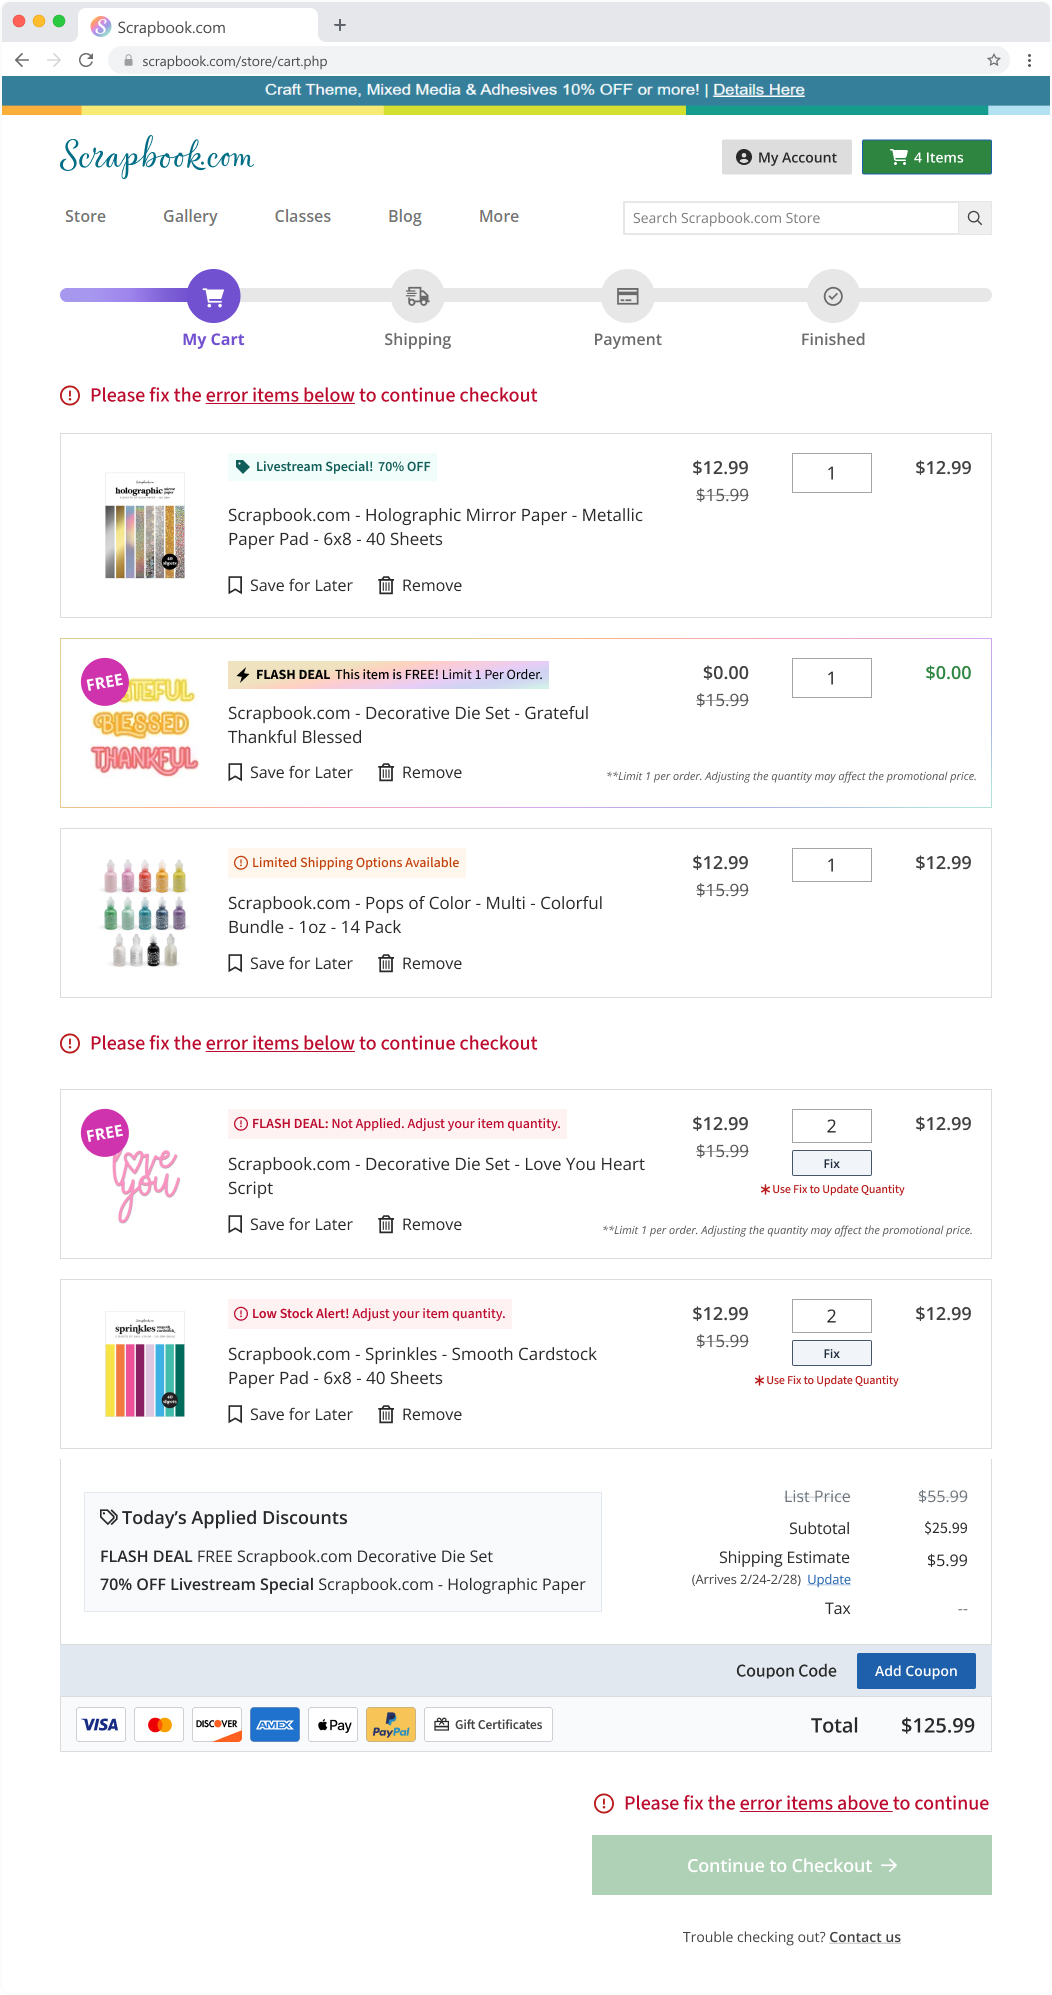 Scrapbook.com
scrapbook.com/store/cart.php
Craft Theme, Mixed Media & Adhesives 10% OFF or more! | Details Here
Scrapbook.com
My Account
4 Items
Store Gallery Classes Blog More
Search Scrapbook.com Store
My Cart Shipping Payment Finished
Please fix the error items below to continue checkout
Livestream Special! 70% OFF
$12.99 1 $12.99
$15.99
holographic mirror paper
40 sheets
Scrapbook.com - Holographic Mirror Paper - Metallic
Paper Pad - 6x8 - 40 Sheets
Save for Later Remove
FREE
TEFUL
BLESSED
THANKFUL
FLASH DEAL This item is FREE! Limit 1 Per Order.
$0.00 1 $0.00
$15.99
Scrapbook.com - Decorative Die Set - Grateful
Thankful Blessed
Save for Later Remove
**Limit 1 per order. Adjusting the quantity may affect the promotional price.
Limited Shipping Options Available
$12.99 1 $12.99
$15.99
Scrapbook.com - Pops of Color - Multi - Colorful
Bundle - 1oz - 14 Pack
Save for Later Remove
Please fix the error items below to continue checkout
FREE
love
you
FLASH DEAL: Not Applied. Adjust your item quantity.
$12.99 2 $12.99
$15.99
Fix
Use Fix to Update Quantity
Scrapbook.com - Decorative Die Set - Love You Heart
Script
Save for Later Remove
**Limit 1 per order. Adjusting the quantity may affect the promotional price.
Low Stock Alert! Adjust your item quantity.
$12.99 2 $12.99
$15.99
Fix
Use Fix to Update Quantity
sprinkles smooth cardstock
40 sheets
Scrapbook.com - Sprinkles - Smooth Cardstock
Paper Pad - 6x8 - 40 Sheets
Save for Later Remove
Today’s Applied Discounts
FLASH DEAL FREE Scrapbook.com Decorative Die Set
70% OFF Livestream Special Scrapbook.com - Holographic Paper
List Price $55.99
Subtotal $25.99
Shipping Estimate $5.99
(Arrives 2/24-2/28) Update
Tax --
Coupon Code Add Coupon
VISA DISCOVER AMEX Pay PayPal Gift Certificates
Total $125.99
Please fix the error items above to continue
Continue to Checkout
Trouble checking out? Contact us